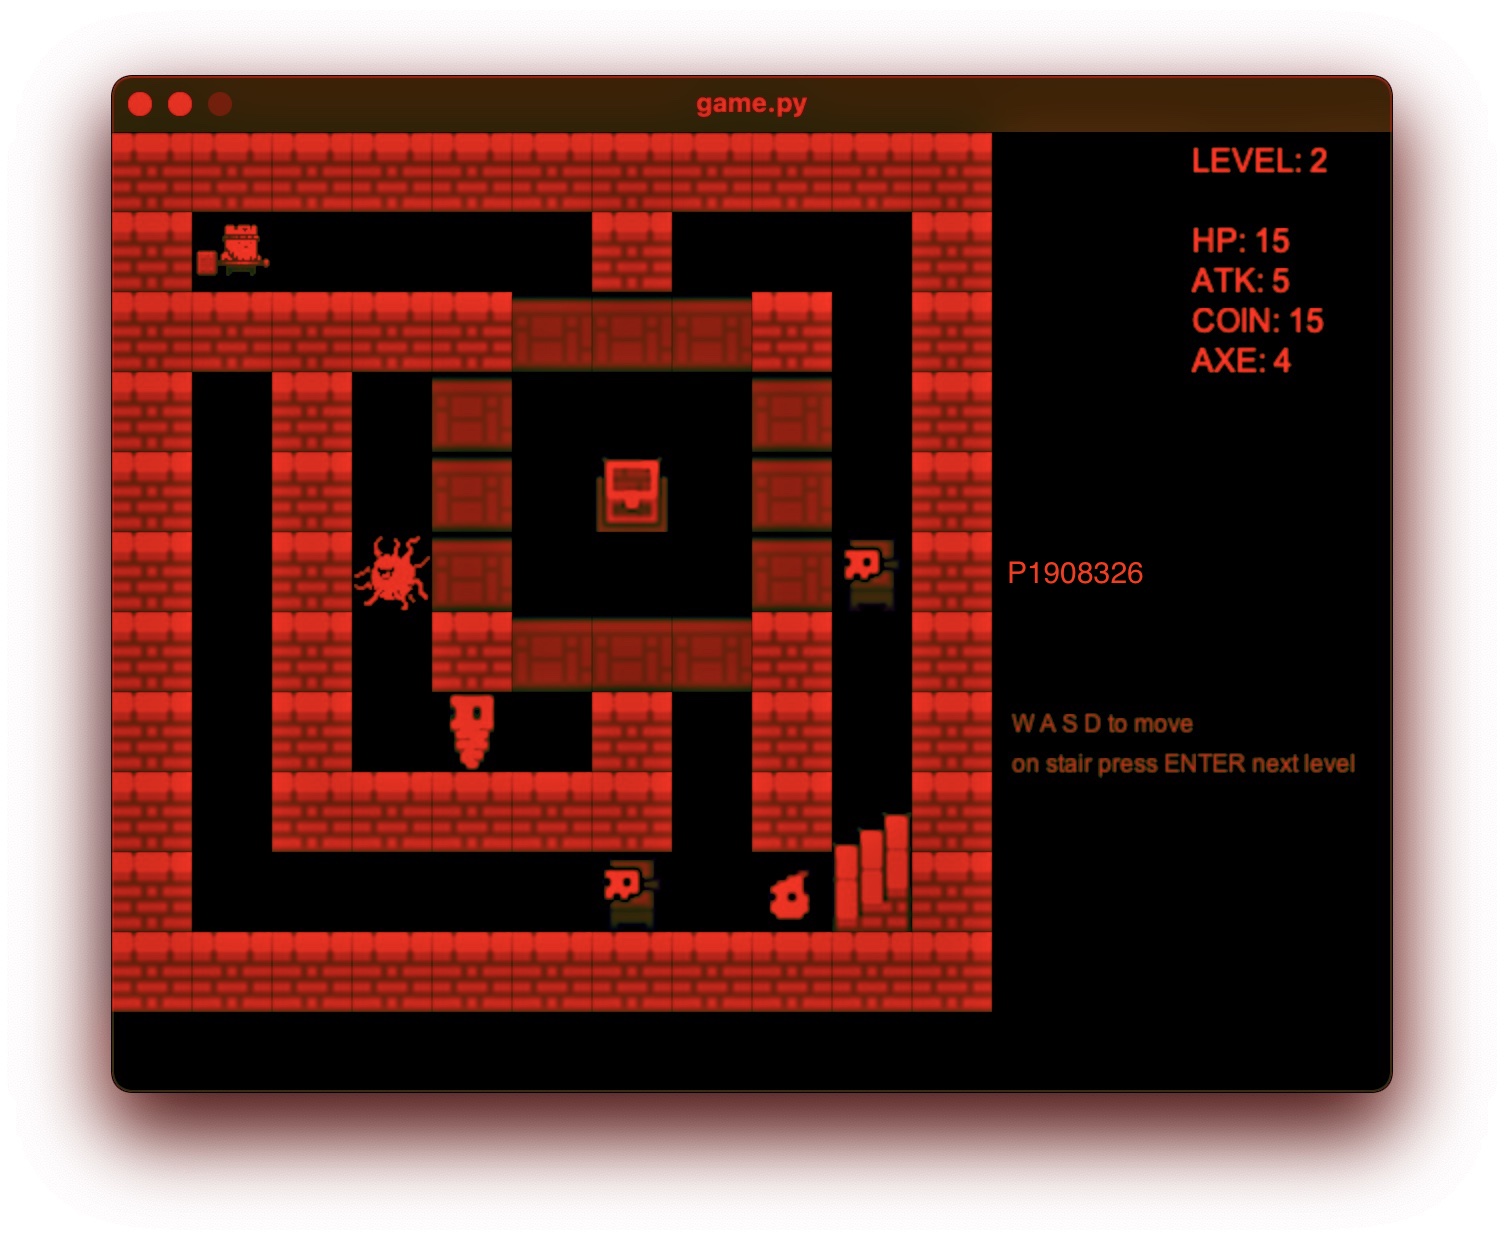 game.py
LEVEL: 2
HP: 15
ATK: 5
COIN: 15
AXE: 4
P1908326
W A S D to move
on stair press ENTER next level